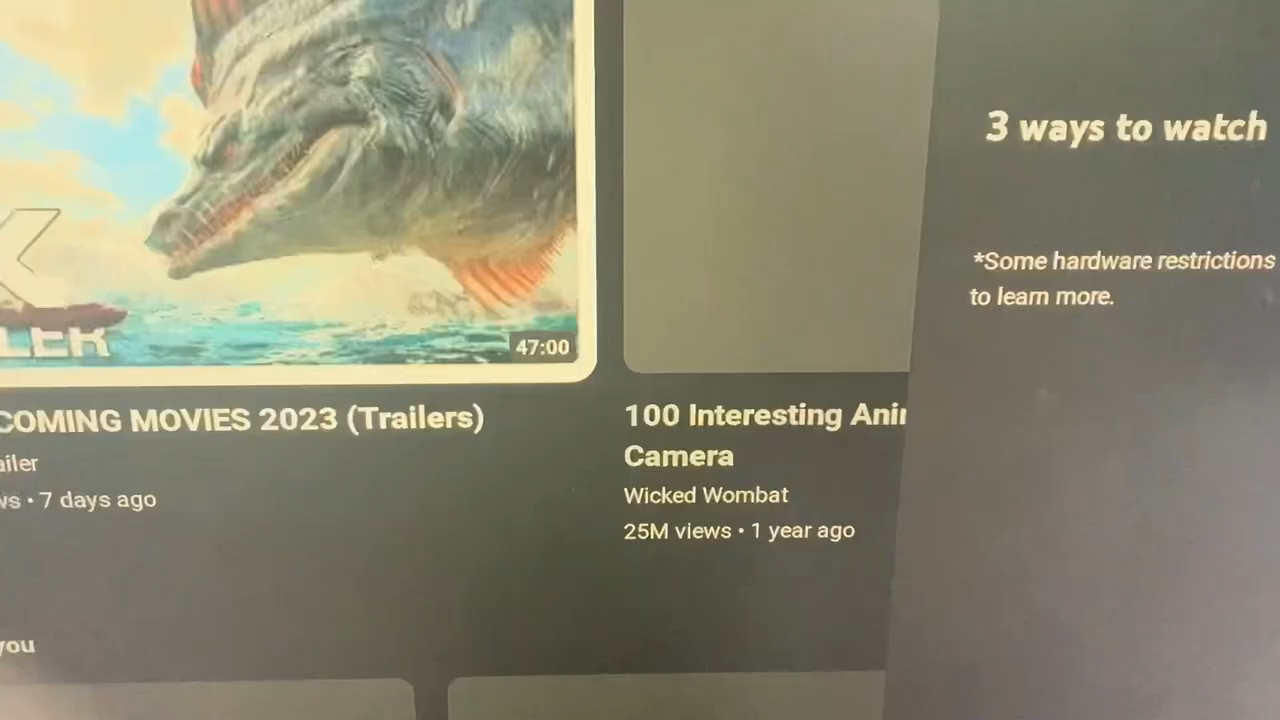 LER
47:00
COMING MOVIES 2023 (Trailers)
ailer
ws • 7 days ago
100 Interesting Ani
Camera
Wicked Wombat
25M views • 1 year ago
you
3 ways to watch
*Some hardware restrictions
to learn more.